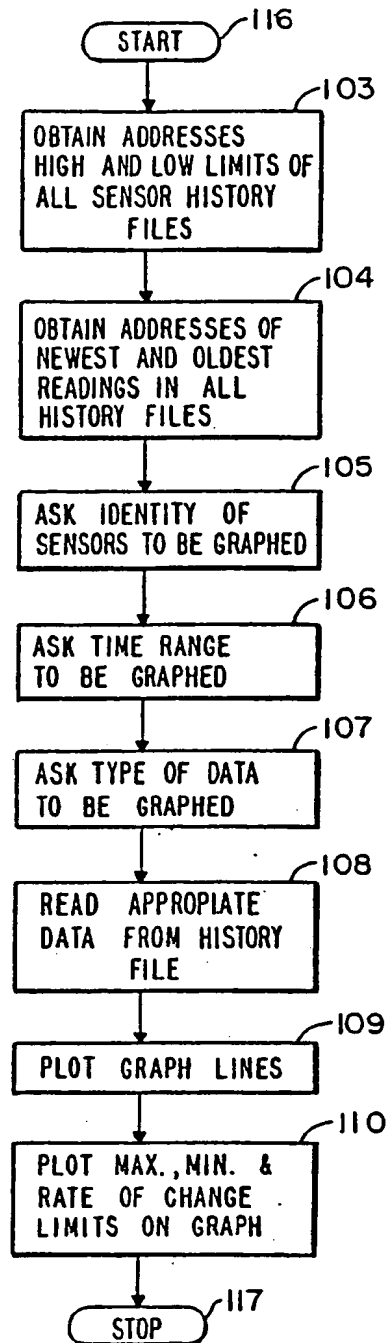 116
START
103
OBTAIN ADDRESSES
HIGH AND LOW LIMITS OF
ALL SENSOR HISTORY
FILES
104
OBTAIN ADDRESSES OF
NEWEST AND OLDEST
READINGS IN ALL
HISTORY FILES
105
ASK IDENTITY OF
SENSORS TO BE GRAPHED
106
ASK TIME RANGE
TO BE GRAPHED
107
ASK TYPE OF DATA
TO BE GRAPHED
108
READ APPROPIATE
DATA FROM HISTORY
FILE
109
PLOT GRAPH LINES
110
PLOT MAX., MIN. &
RATE OF CHANGE
LIMITS ON GRAPH
117
STOP